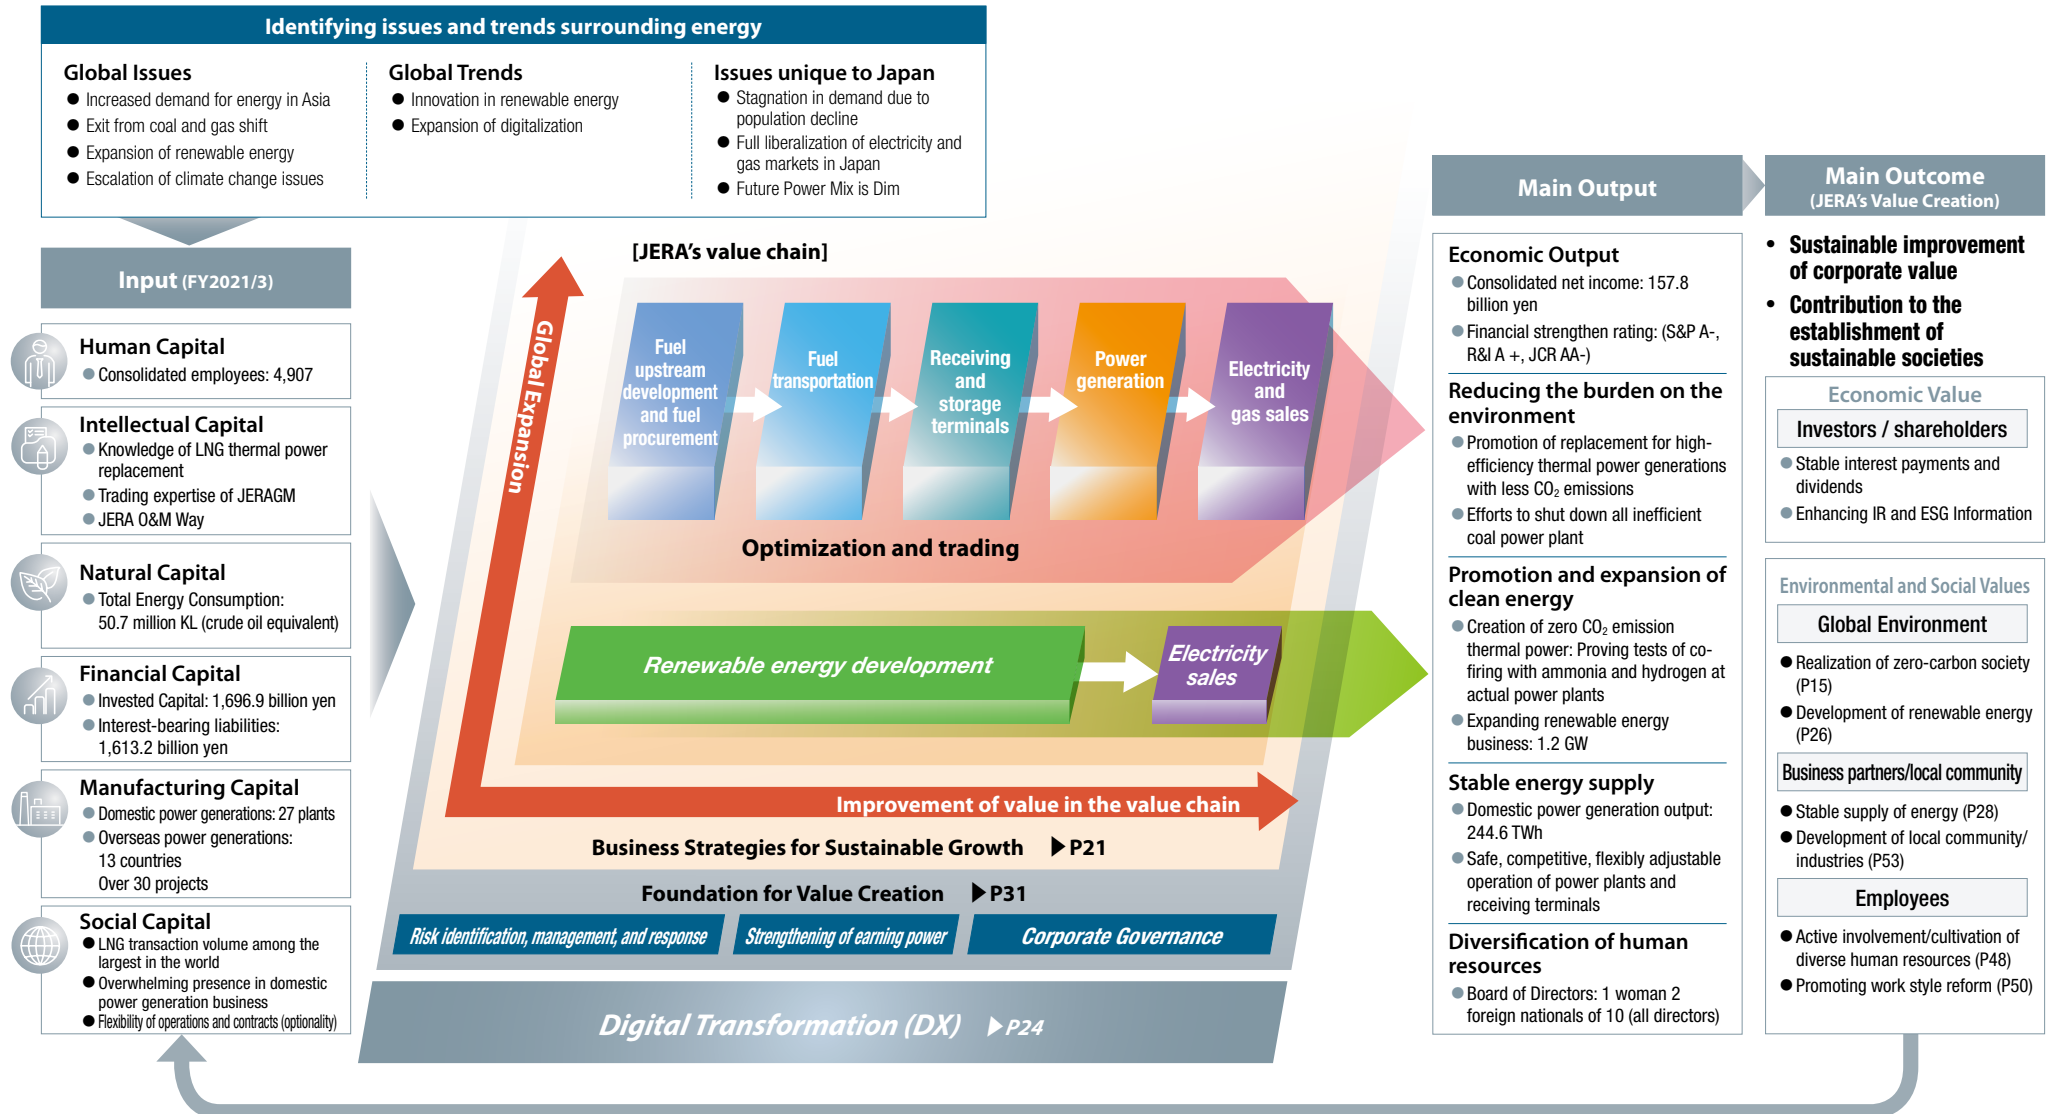 Identifying issues and trends surrounding energy
Global Issues
● Increased demand for energy in Asia
● Exit from coal and gas shift
● Expansion of renewable energy
● Escalation of climate change issues
Global Trends
● Innovation in renewable energy
● Expansion of digitalization
Issues unique to Japan
● Stagnation in demand due to
population decline
● Full liberalization of electricity and
gas markets in Japan
● Future Power Mix is Dim
Input (FY2021/3)
Human Capital
● Consolidated employees: 4,907
Intellectual Capital
● Knowledge of LNG thermal power
replacement
● Trading expertise of JERAGM
● JERA O&M Way
Natural Capital
● Total Energy Consumption:
50.7 million KL (crude oil equivalent)
Financial Capital
● Invested Capital: 1,696.9 billion yen
● Interest-bearing liabilities:
1,613.2 billion yen
Manufacturing Capital
● Domestic power generations: 27 plants
● Overseas power generations:
13 countries
Over 30 projects
Social Capital
● LNG transaction volume among the
largest in the world
● Overwhelming presence in domestic
power generation business
● Flexibility of operations and contracts (optionality)
[JERA's value chain]
Global Expansion
Fuel
upstream
development
and fuel
procurement
Fuel
transportation
Receiving
and
storage
terminals
Power
generation
Electricity
and
gas sales
Optimization and trading
Renewable energy development
Electricity
sales
Improvement of value in the value chain
Business Strategies for Sustainable Growth ▶P21
Foundation for Value Creation ▶P31
Risk identification, management, and response
Strengthening of earning power
Corporate Governance
Digital Transformation (DX) ▶P24
Main Output
Economic Output
● Consolidated net income: 157.8
billion yen
● Financial strengthen rating: (S&P A-,
R&I A +, JCR AA-)
Reducing the burden on the
environment
● Promotion of replacement for high-
efficiency thermal power generations
with less CO₂ emissions
● Efforts to shut down all inefficient
coal power plant
Promotion and expansion of
clean energy
● Creation of zero CO₂ emission
thermal power: Proving tests of co-
firing with ammonia and hydrogen at
actual power plants
● Expanding renewable energy
business: 1.2 GW
Stable energy supply
● Domestic power generation output:
244.6 TWh
● Safe, competitive, flexibly adjustable
operation of power plants and
receiving terminals
Diversification of human
resources
● Board of Directors: 1 woman 2
foreign nationals of 10 (all directors)
Main Outcome
(JERA's Value Creation)
• Sustainable improvement
of corporate value
• Contribution to the
establishment of
sustainable societies
Economic Value
Investors / shareholders
● Stable interest payments and
dividends
● Enhancing IR and ESG Information
Environmental and Social Values
Global Environment
● Realization of zero-carbon society
(P15)
● Development of renewable energy
(P26)
Business partners/local community
● Stable supply of energy (P28)
● Development of local community/
industries (P53)
Employees
● Active involvement/cultivation of
diverse human resources (P48)
● Promoting work style reform (P50)